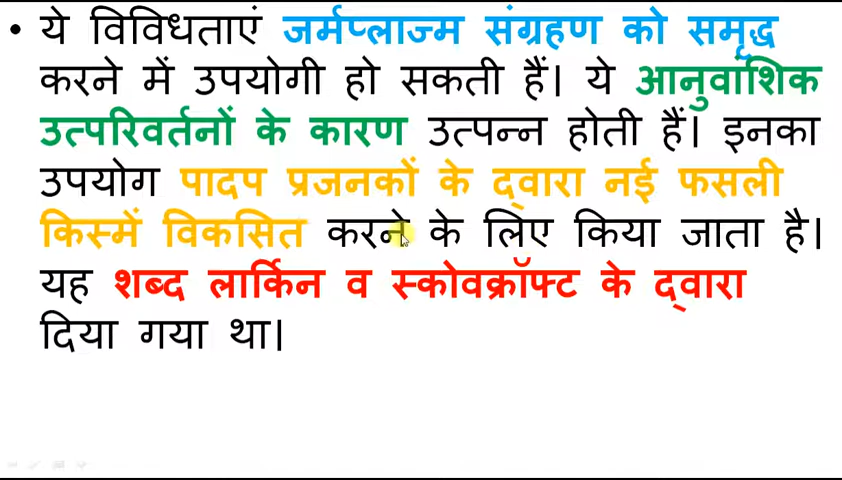 • ये विविधताएं जर्मप्लाज्म संग्रहण को समृद्ध
करने में उपयोगी हो सकती हैं। ये आनुवांशिक
उत्परिवर्तनों के कारण उत्पन्न होती हैं। इनका
उपयोग पादप प्रजनकों के द्वारा नई फसली
किस्में विकसित करने के लिए किया जाता है।
यह शब्द लार्किन व स्कोवक्रॉफ्ट के द्वारा
दिया गया था।